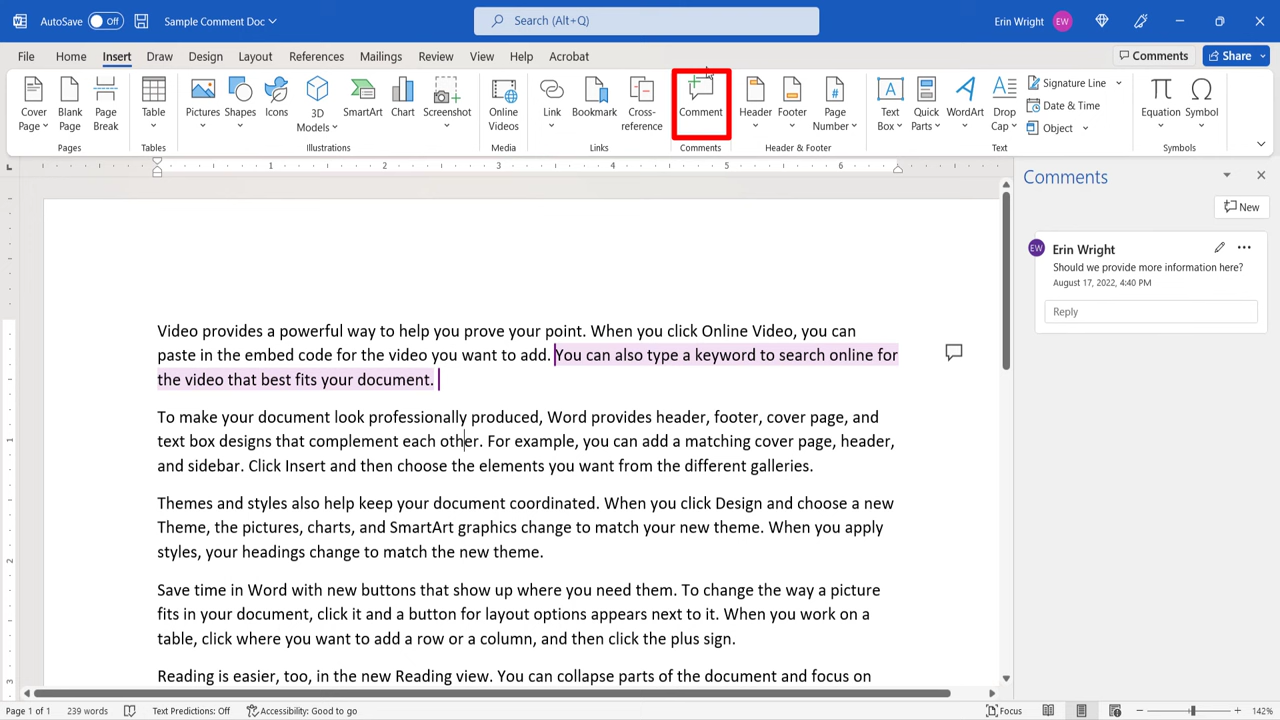 AutoSave Off Sample Comment Doc Search (Alt+Q) Erin Wright EW
File Home Insert Draw Design Layout References Mailings Review View Help Acrobat Comments Share
Cover Page Blank Page Page Break Table Pictures Shapes Icons 3D Models SmartArt Chart Screenshot Online Videos Link Bookmark Cross-reference Comment Header Footer Page Number Text Box Quick Parts WordArt Drop Cap Signature Line Date & Time Object Equation Symbol
Pages Tables Illustrations Media Links Comments Header & Footer Text Symbols
1 2 3 4 5 6
Comments
New
EW Erin Wright
Should we provide more information here?
August 17, 2022, 4:40 PM
Reply
Video provides a powerful way to help you prove your point. When you click Online Video, you can
paste in the embed code for the video you want to add. You can also type a keyword to search online for
the video that best fits your document.
To make your document look professionally produced, Word provides header, footer, cover page, and
text box designs that complement each other. For example, you can add a matching cover page, header,
and sidebar. Click Insert and then choose the elements you want from the different galleries.
Themes and styles also help keep your document coordinated. When you click Design and choose a new
Theme, the pictures, charts, and SmartArt graphics change to match your new theme. When you apply
styles, your headings change to match the new theme.
Save time in Word with new buttons that show up where you need them. To change the way a picture
fits in your document, click it and a button for layout options appears next to it. When you work on a
table, click where you want to add a row or a column, and then click the plus sign.
Reading is easier, too, in the new Reading view. You can collapse parts of the document and focus on
1
2
3
Page 1 of 1 239 words Text Predictions: Off Accessibility: Good to go Focus 142%